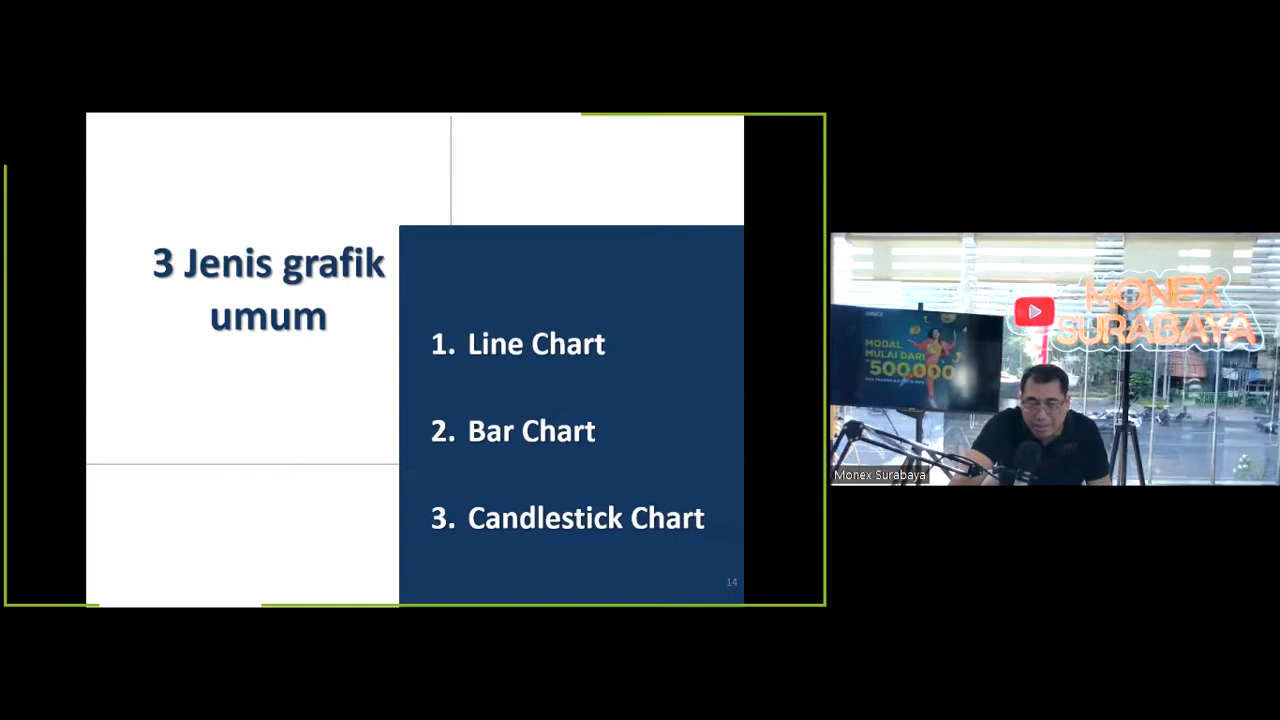 3 Jenis grafik
umum
1. Line Chart
2. Bar Chart
3. Candlestick Chart
14
MONEX
SURABAYA
MODAL
MULAI DARI
500.000
Monex Surabaya